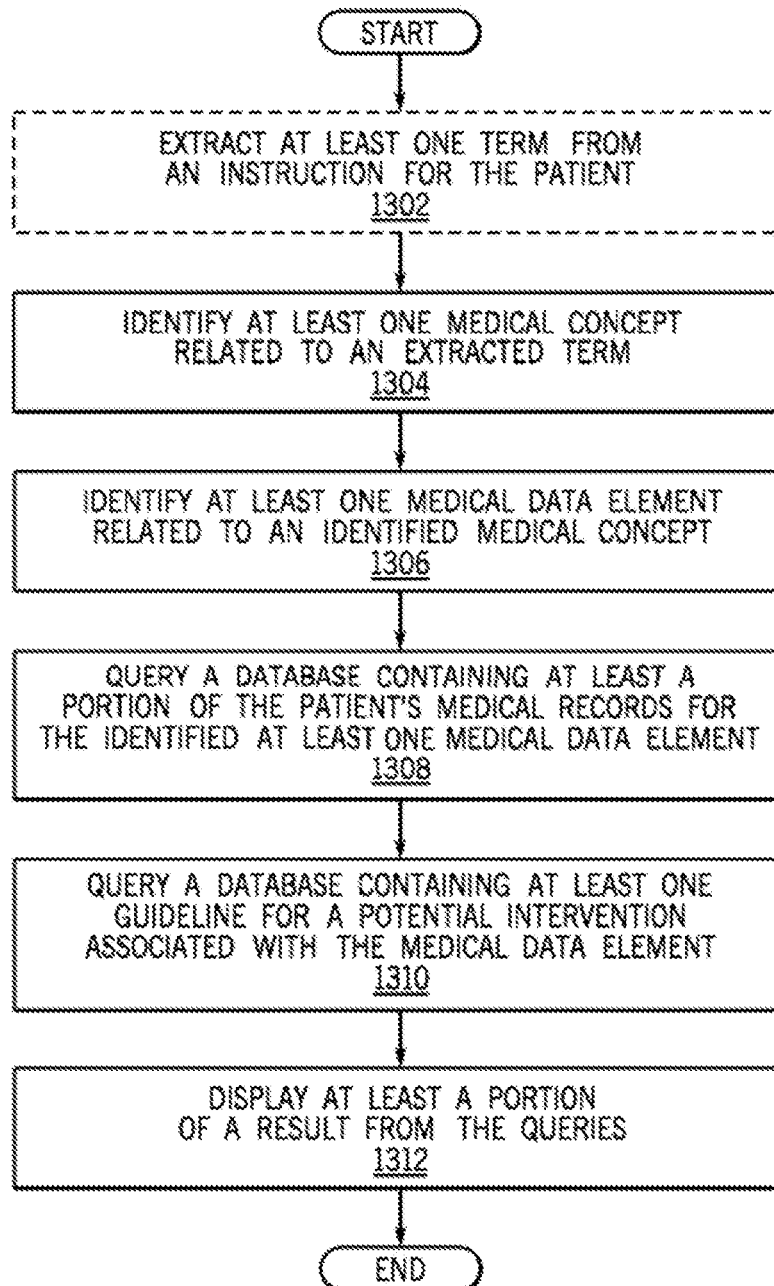 START
EXTRACT AT LEAST ONE TERM FROM
AN INSTRUCTION FOR THE PATIENT
1302
IDENTIFY AT LEAST ONE MEDICAL CONCEPT
RELATED TO AN EXTRACTED TERM
1304
IDENTIFY AT LEAST ONE MEDICAL DATA ELEMENT
RELATED TO AN IDENTIFIED MEDICAL CONCEPT
1306
QUERY A DATABASE CONTAINING AT LEAST A
PORTION OF THE PATIENT'S MEDICAL RECORDS FOR
THE IDENTIFIED AT LEAST ONE MEDICAL DATA ELEMENT
1308
QUERY A DATABASE CONTAINING AT LEAST ONE
GUIDELINE FOR A POTENTIAL INTERVENTION
ASSOCIATED WITH THE MEDICAL DATA ELEMENT
1310
DISPLAY AT LEAST A PORTION
OF A RESULT FROM THE QUERIES
1312
END